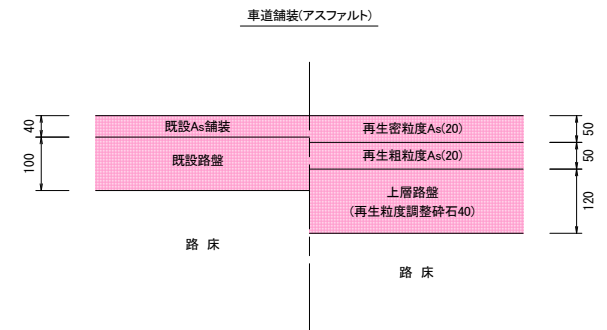 車道舗装(アスファルト)
40
既設As舗装
再生密粒度As(20)
50
100
既設路盤
再生粗粒度As(20)
50
上層路盤
(再生粒度調整砕石40)
120
路 床
路 床